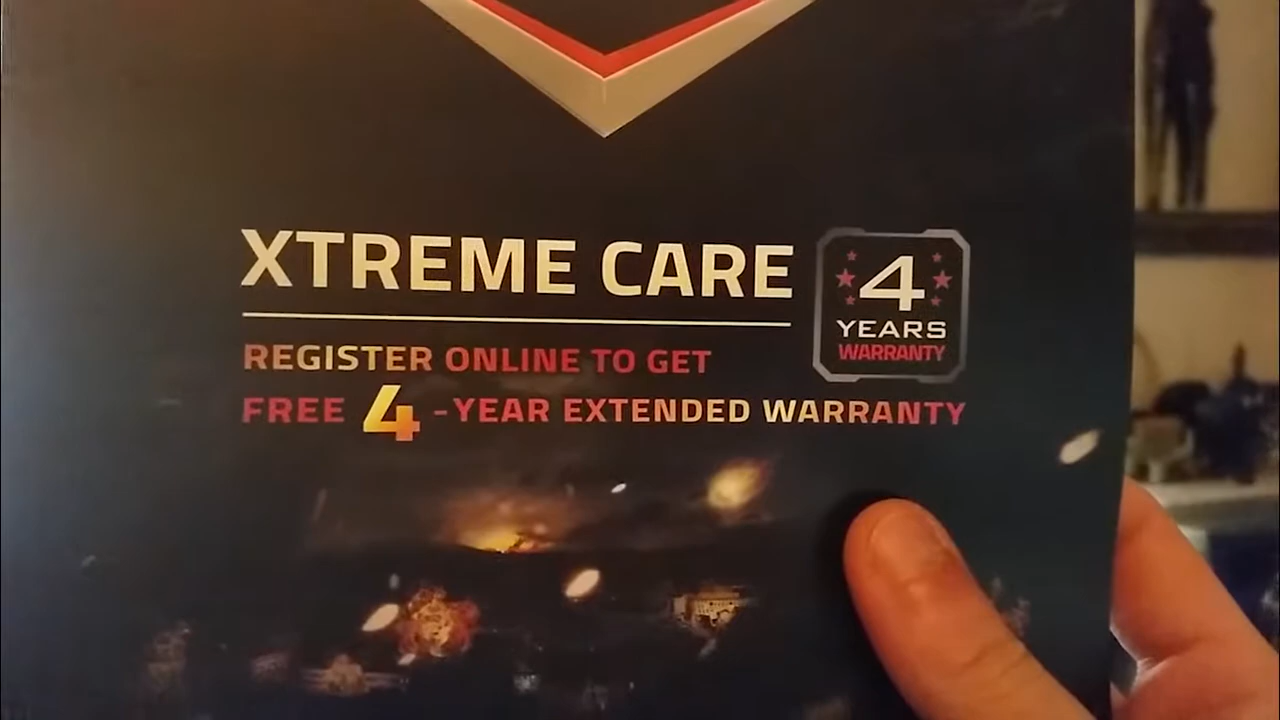 XTREME CARE
REGISTER ONLINE TO GET
FREE 4-YEAR EXTENDED WARRANTY
4
YEARS
WARRANTY